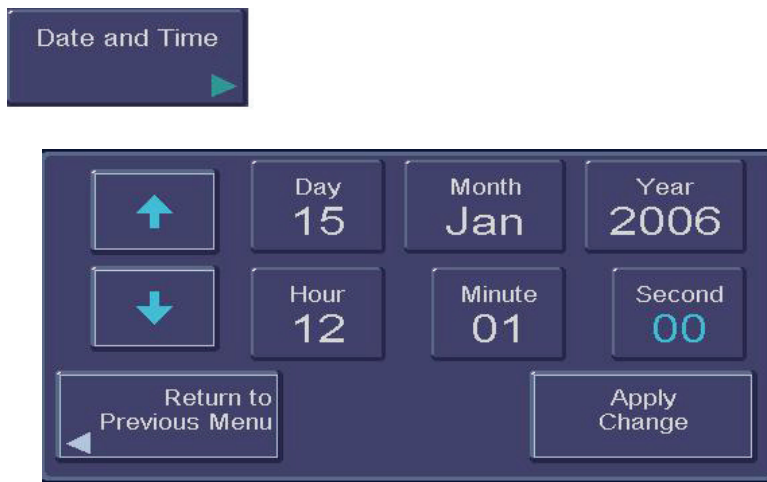 Date and Time
Day
15
Month
Jan
Year
2006
Hour
12
Minute
01
Second
00
Return to
Previous Menu
Apply
Change